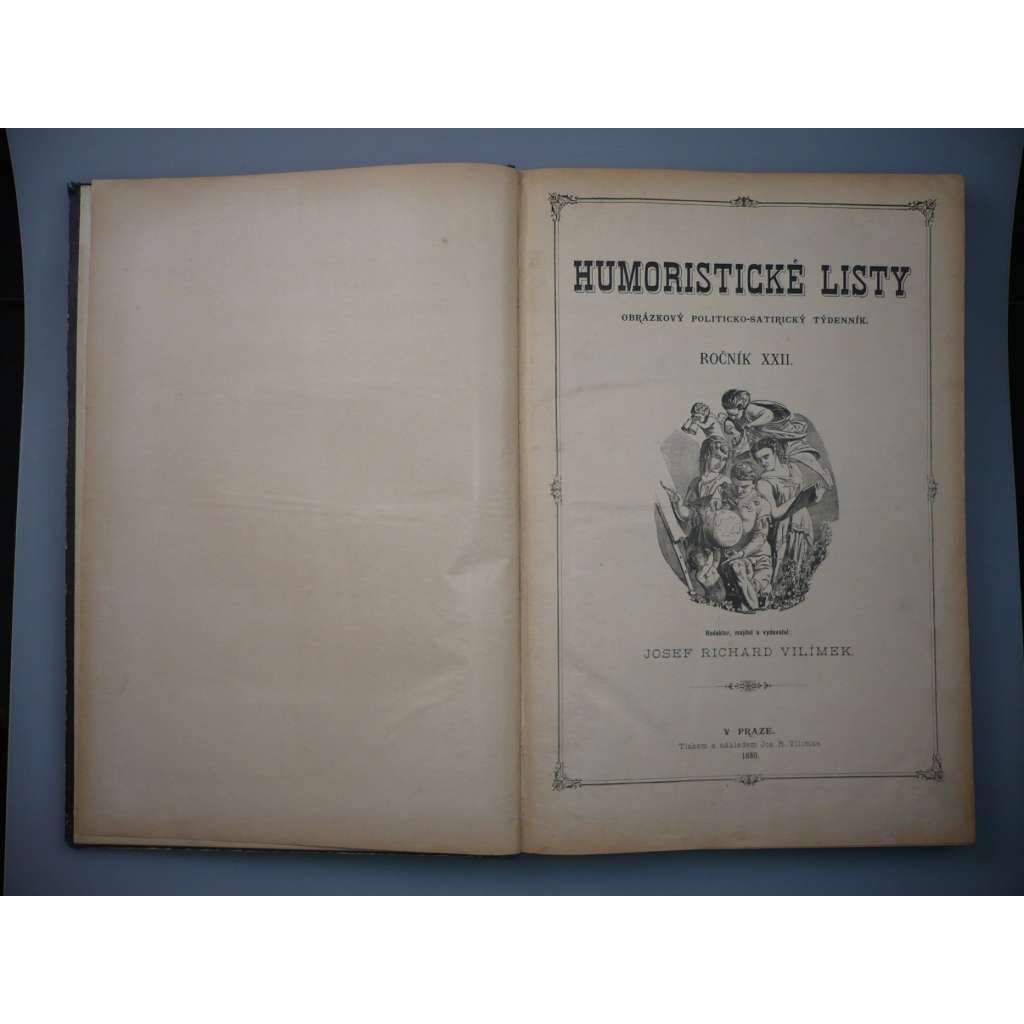 HUMORISTICKÉ LISTY
OBRÁZKOVÝ POLITICKO-SATIRICKÝ TÝDENNÍK.
ROČNÍK XXII.
Redaktor, majitel a vydavatel:
JOSEF RICHARD VILÍMEK.
V PRAZE.
Tiskem a nákladem Jos. R. Vilímka.
1880.